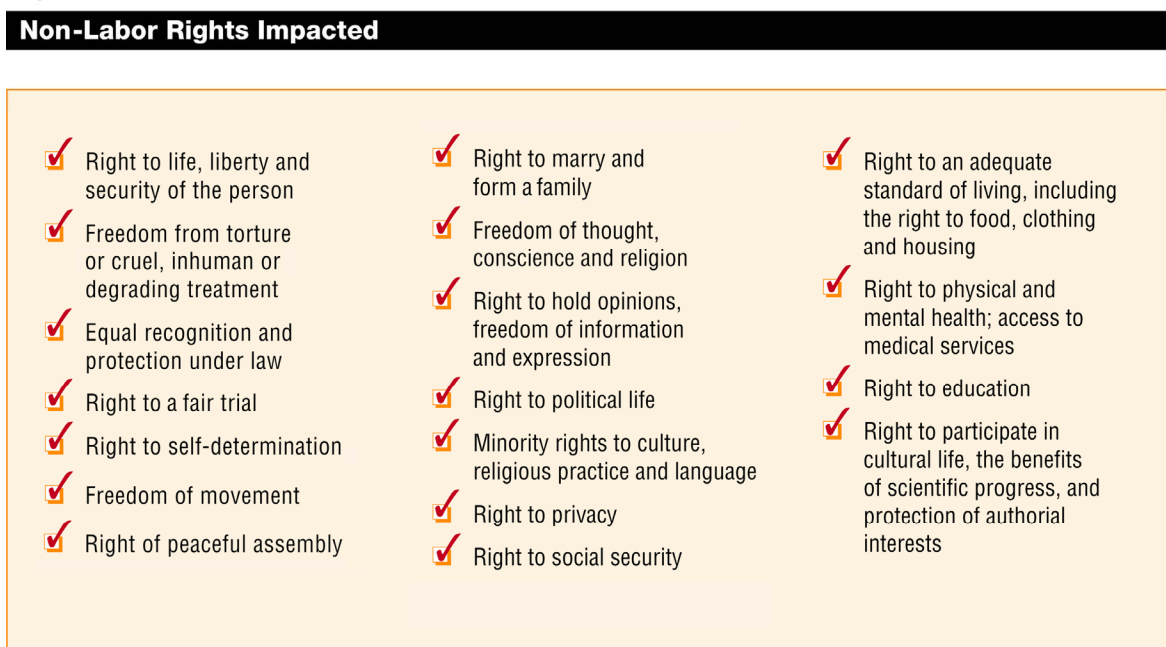 Non-Labor Rights Impacted
Right to life, liberty and
security of the person
Freedom from torture
or cruel, inhuman or
degrading treatment
Equal recognition and
protection under law
Right to a fair trial
Right to self-determination
Freedom of movement
Right of peaceful assembly
Right to marry and
form a family
Freedom of thought,
conscience and religion
Right to hold opinions,
freedom of information
and expression
Right to political life
Minority rights to culture,
religious practice and language
Right to privacy
Right to social security
Right to an adequate
standard of living, including
the right to food, clothing
and housing
Right to physical and
mental health; access to
medical services
Right to education
Right to participate in
cultural life, the benefits
of scientific progress, and
protection of authorial
interests